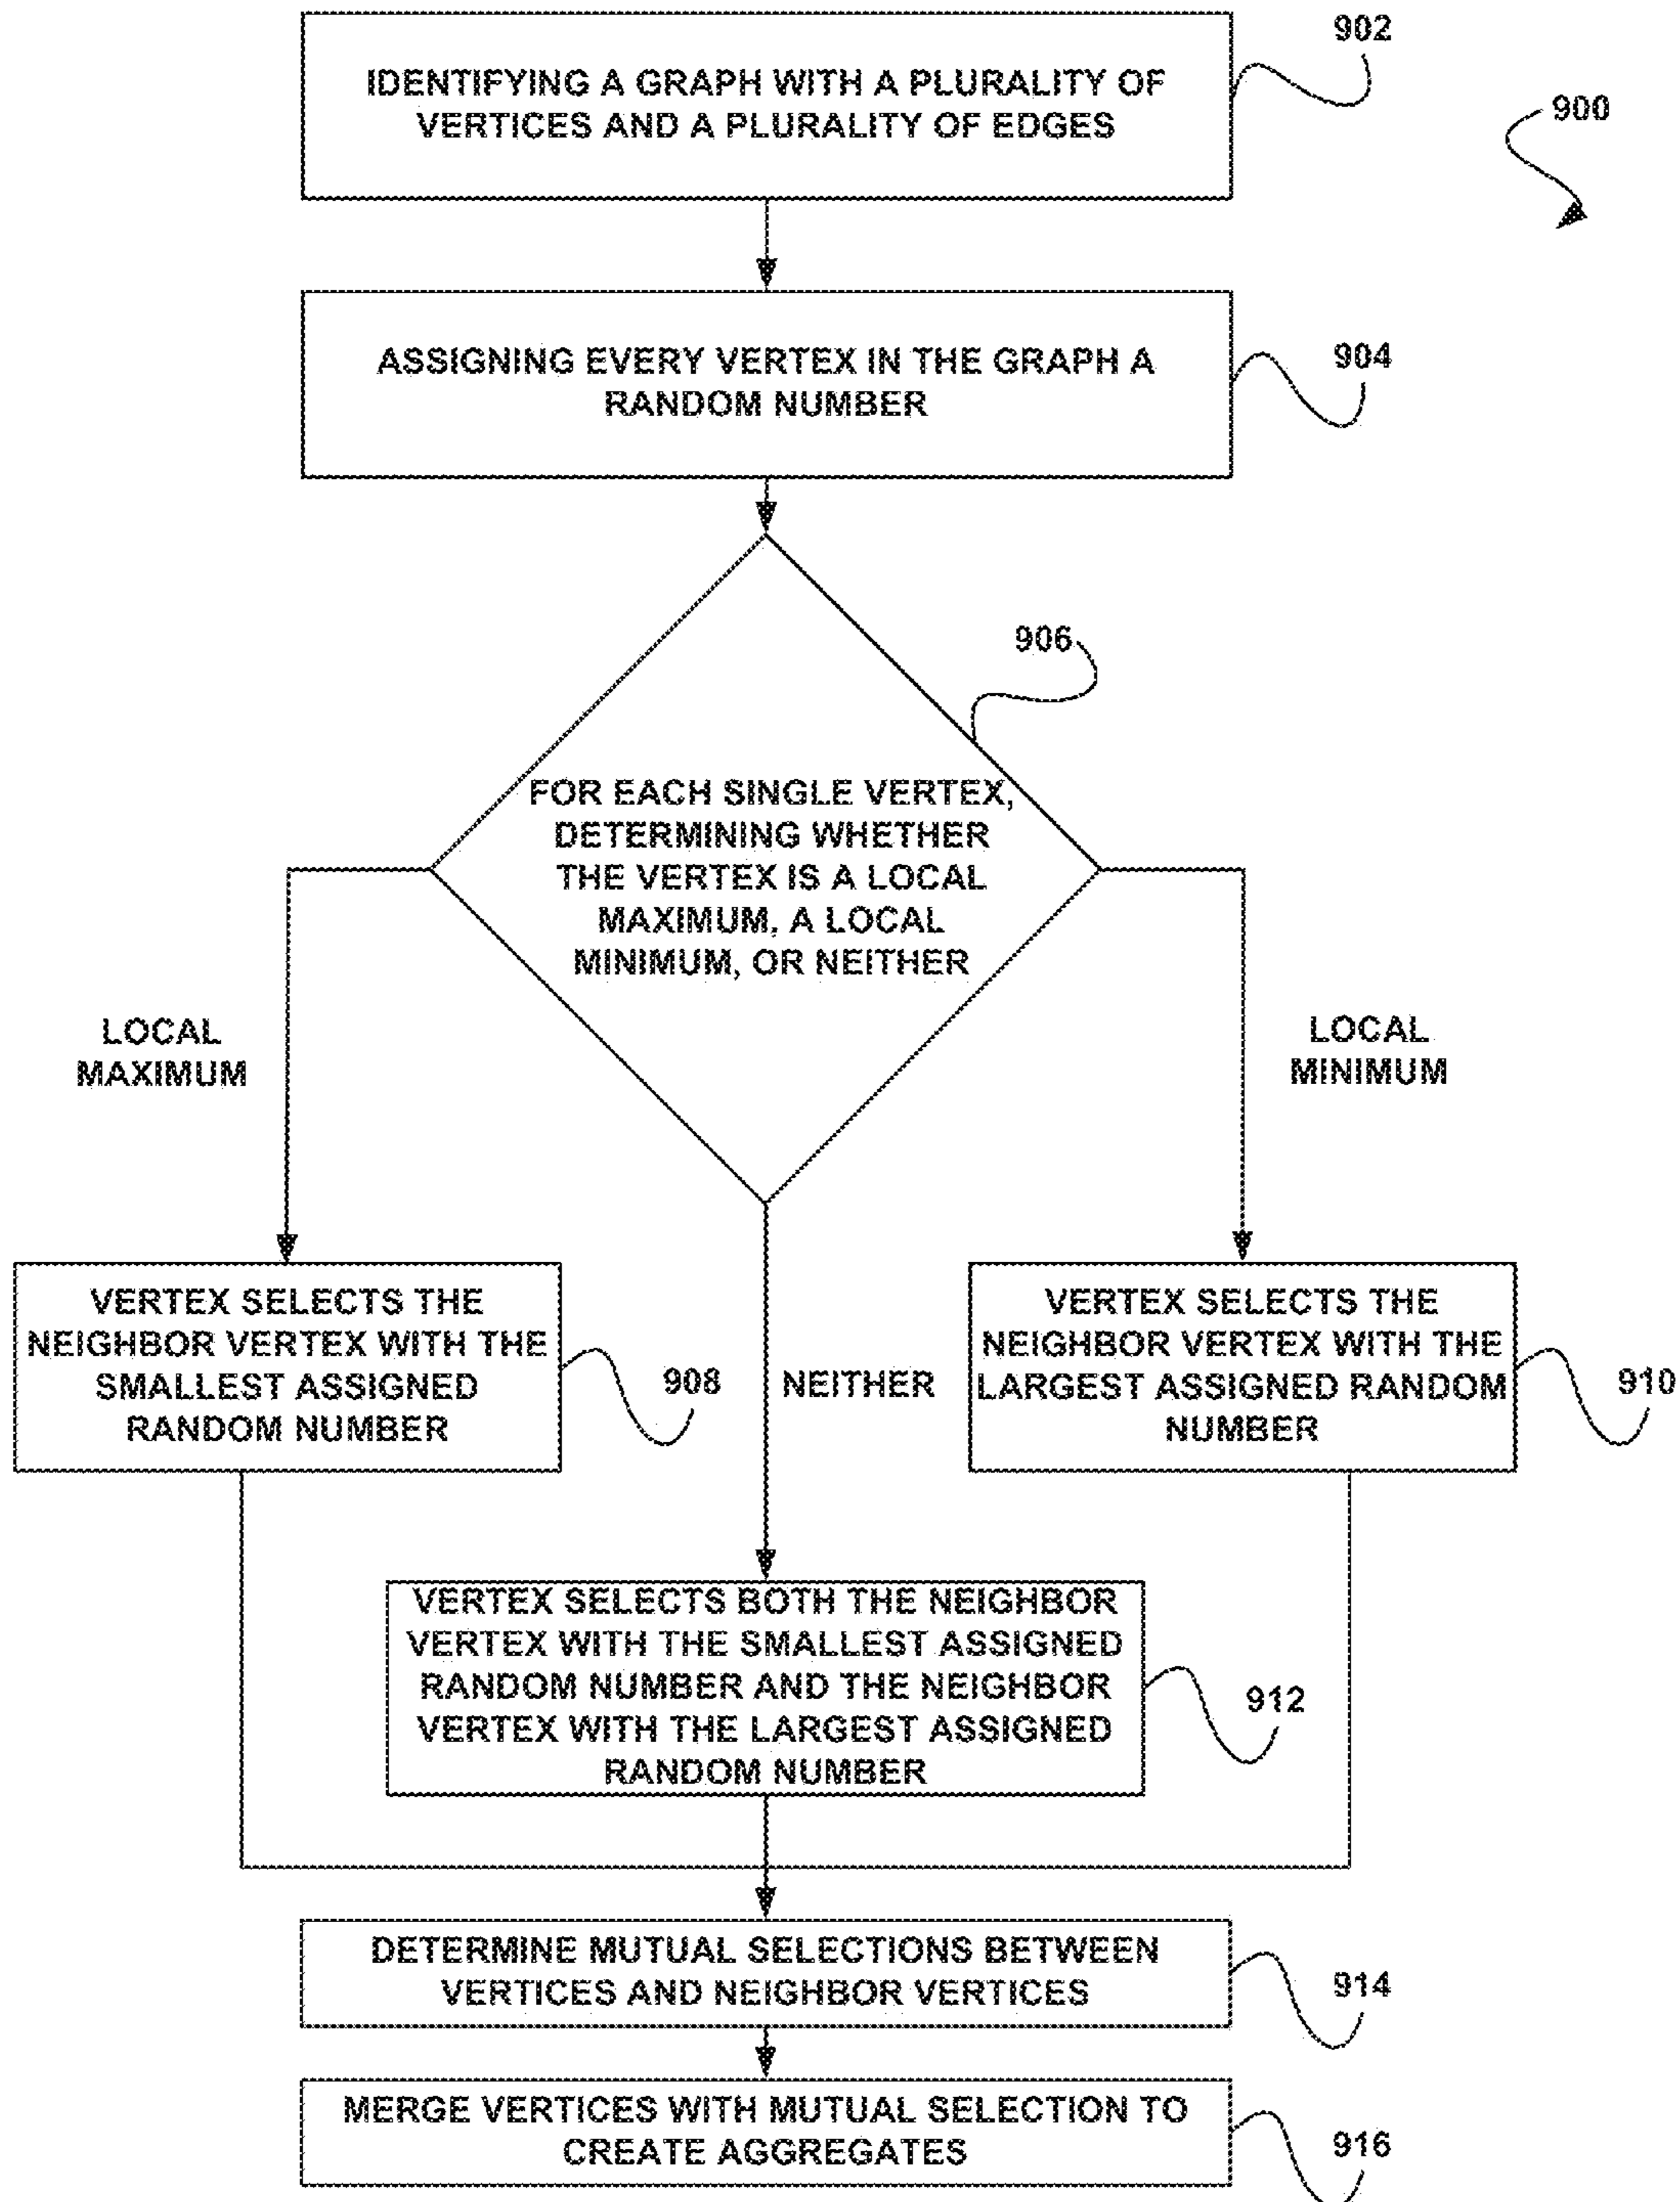 902
IDENTIFYING A GRAPH WITH A PLURALITY OF
VERTICES AND A PLURALITY OF EDGES
900
ASSIGNING EVERY VERTEX IN THE GRAPH A
RANDOM NUMBER
904
906
FOR EACH SINGLE VERTEX,
DETERMINING WHETHER
THE VERTEX IS A LOCAL
MAXIMUM, A LOCAL
MINIMUM, OR NEITHER
LOCAL
MAXIMUM
LOCAL
MINIMUM
VERTEX SELECTS THE
NEIGHBOR VERTEX WITH THE
SMALLEST ASSIGNED
RANDOM NUMBER
908
NEITHER
VERTEX SELECTS THE
NEIGHBOR VERTEX WITH THE
LARGEST ASSIGNED RANDOM
NUMBER
910
VERTEX SELECTS BOTH THE NEIGHBOR
VERTEX WITH THE SMALLEST ASSIGNED
RANDOM NUMBER AND THE NEIGHBOR
VERTEX WITH THE LARGEST ASSIGNED
RANDOM NUMBER
912
DETERMINE MUTUAL SELECTIONS BETWEEN
VERTICES AND NEIGHBOR VERTICES
914
MERGE VERTICES WITH MUTUAL SELECTION TO
CREATE AGGREGATES
916